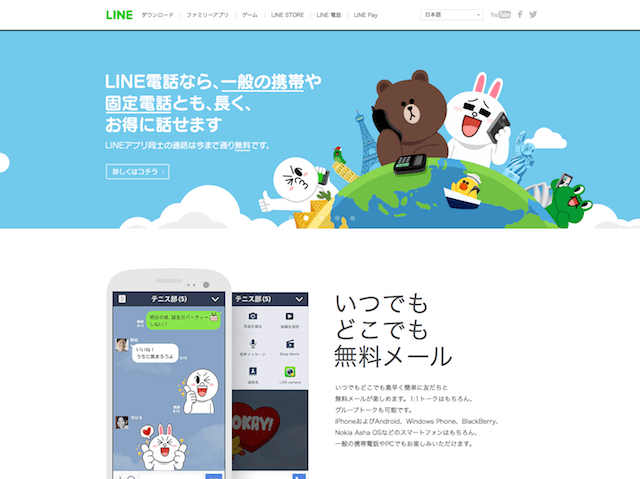 LINE
ダウンロード
ファミリーアプリ
ゲーム
LINE STORE
LINE 電話
LINE Pay
日本語
YouTube
LINE電話なら、一般の携帯や
固定電話とも、長く、
お得に話せます
LINEアプリ同士の通話は今まで通り無料です。
詳しくはコチラ
テニス部(5)
テニス部(5)
明日の夜、誕生日パーティー
しない?
写真を撮る
動画を選択
いいね!
うちに集まろうよ
音声メッセージ
Snap Movie
連絡先
LINE camera
OKAY!
いつでも
どこでも
無料メール
いつでもどこでも素早く簡単に友だちと
無料メールが楽しめます。1:1トークはもちろん、
グループトークも可能です。
iPhoneおよびAndroid、Windows Phone、BlackBerry、
Nokia Asha OSなどのスマートフォンはもちろん、
一般の携帯電話やPCでもお楽しみいただけます。